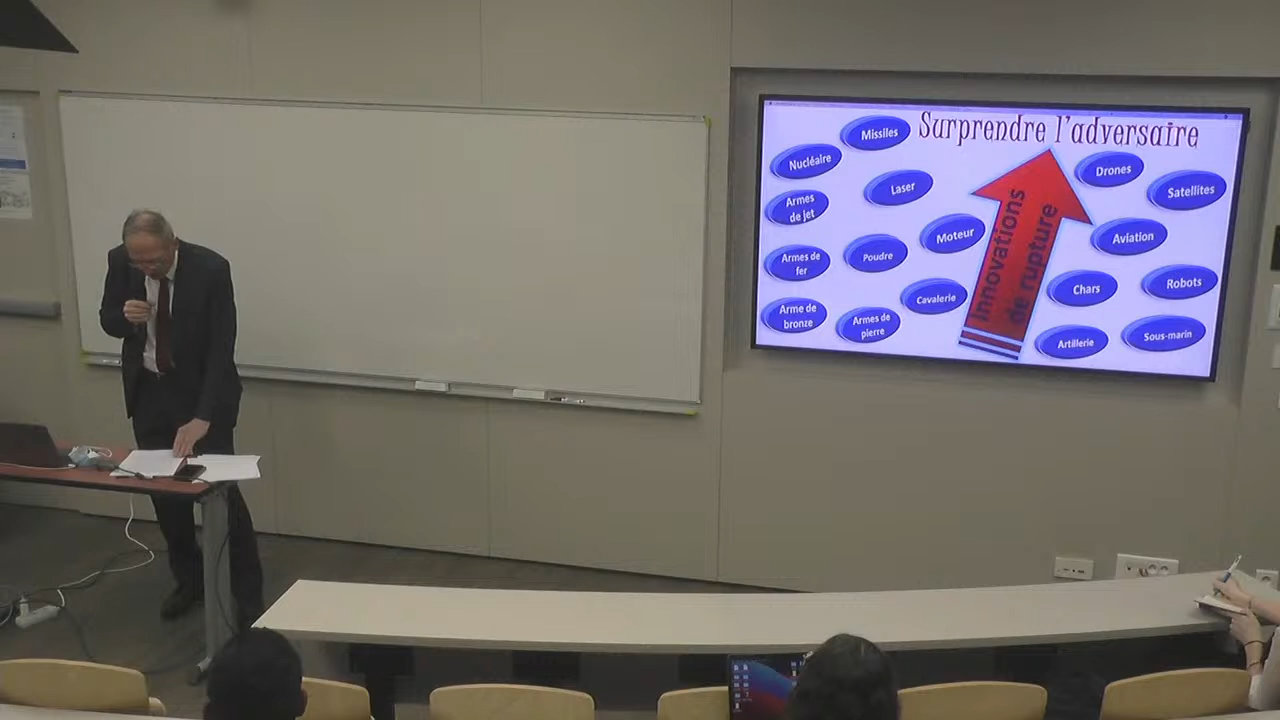 Surprendre l'adversaire
Missiles
Nucléaire
Laser
Armes
de jet
Moteur
Armes de
fer
Poudre
Cavalerie
Arme de
bronze
Armes de
pierre
Innovations
de rupture
Drones
Satellites
Aviation
Chars
Robots
Artillerie
Sous-marin